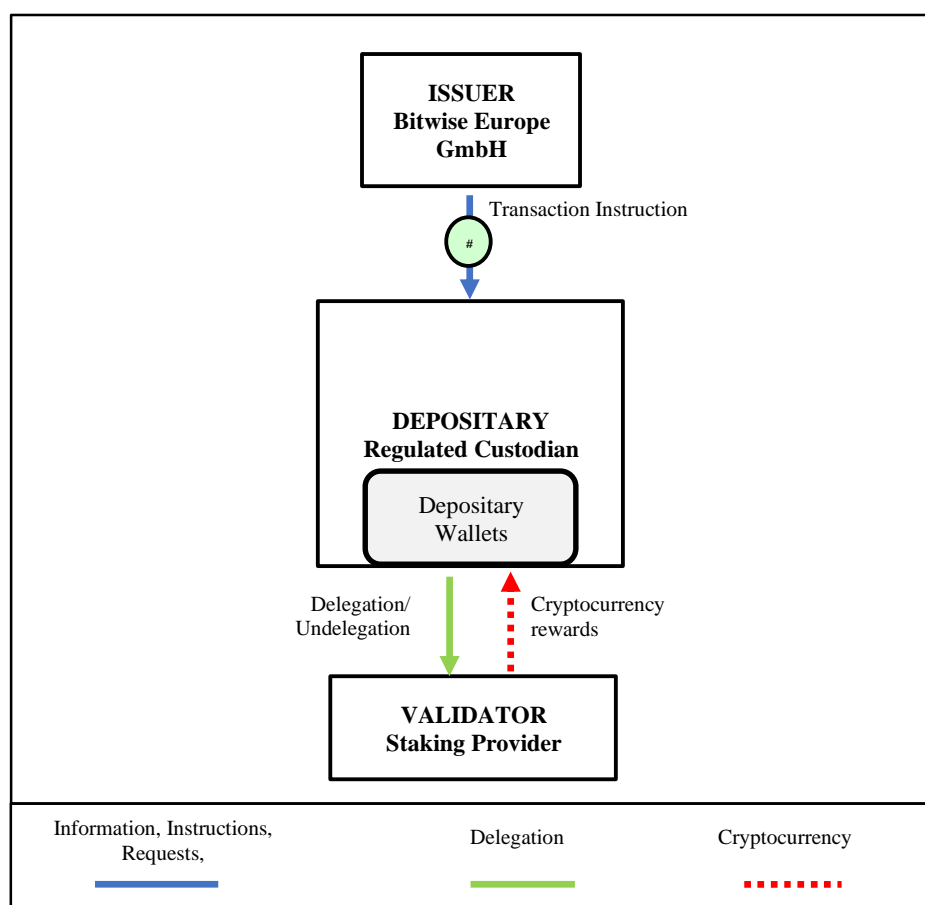 ISSUER
Bitwise Europe
GmbH
Transaction Instruction
#
DEPOSITARY
Regulated Custodian
Depositary
Wallets
Delegation/
Undelegation
Cryptocurrency
rewards
VALIDATOR
Staking Provider
Information, Instructions,
Requests,
Delegation
Cryptocurrency